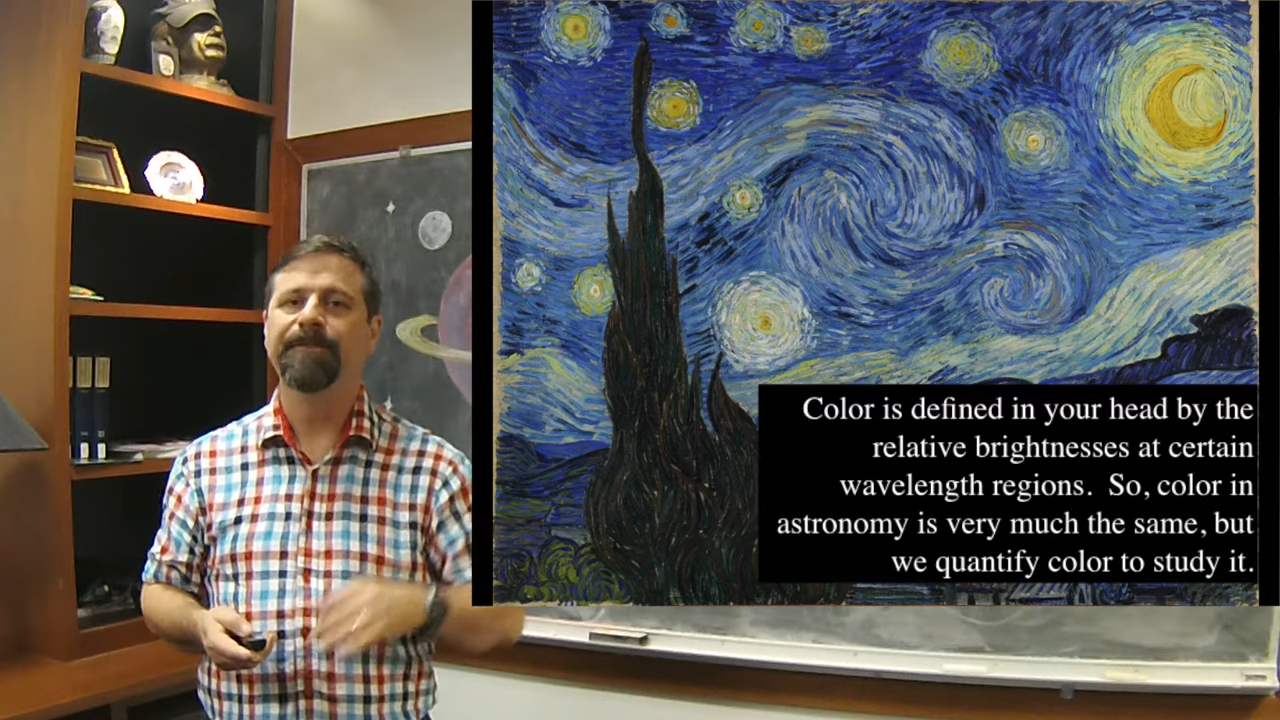 Color is defined in your head by the
relative brightnesses at certain
wavelength regions.  So, color in
astronomy is very much the same, but
we quantify color to study it.